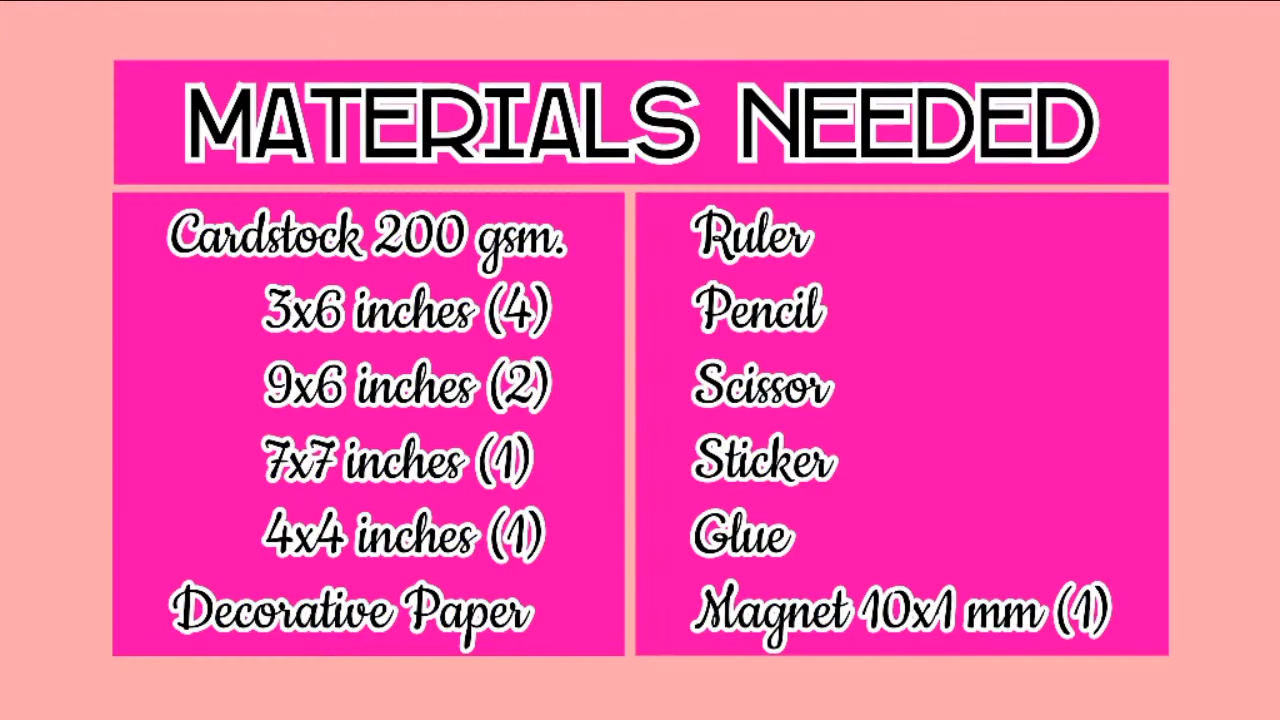 MATERIALS NEEDED
Cardstock 200 gsm.
3x6 inches (4)
9x6 inches (2)
7x7 inches (1)
4x4 inches (1)
Decorative Paper
Ruler
Pencil
Scissor
Sticker
Glue
Magnet 10x1 mm (1)